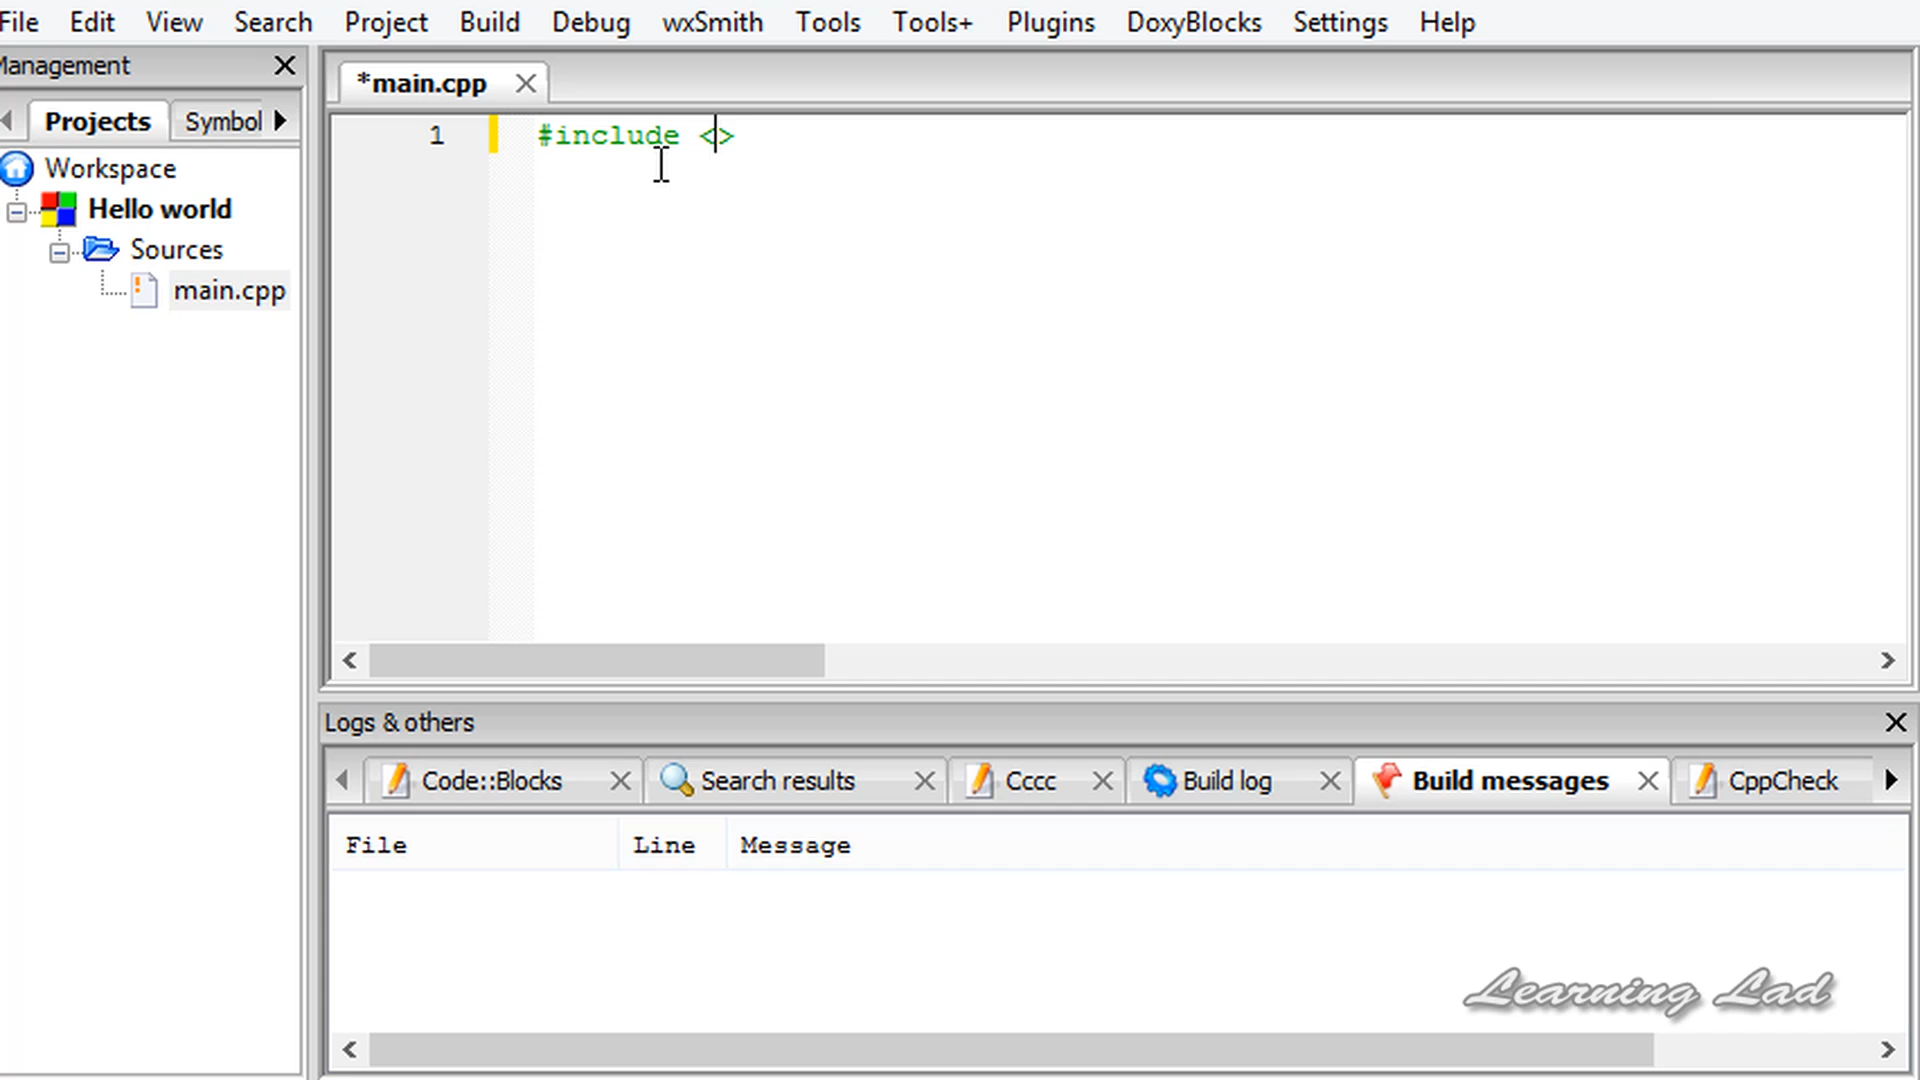 File Edit View Search Project Build Debug wxSmith Tools Tools+ Plugins DoxyBlocks Settings Help
Management
*main.cpp
Projects Symbol
1 #include <>
Workspace
Hello world
Sources
main.cpp
Logs & others
Code::Blocks Search results Cccc Build log Build messages CppCheck
File Line Message
Learning Lad